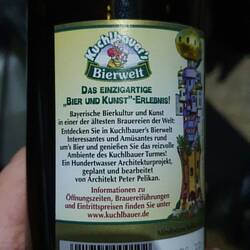 Kuchlbauer's
Bierwelt
DAS EINZIGARTIGE
„BIER UND KUNST"-ERLEBNIS!
Bayerische Bierkultur und Kunst
in einer der ältesten Brauereien der Welt:
Entdecken Sie in Kuchlbauer's Bierwelt
Interessantes und Amüsantes rund
um's Bier und genießen Sie das reizvolle
Ambiente des Kuchlbauer Turmes!
Ein Hundertwasser Architekturprojekt,
geplant und bearbeitet
von Architekt Peter Pelikan.
Informationen zu
Öffnungszeiten, Brauereiführungen
und Eintrittspreisen finden Sie unter
www.kuchlbauer.de